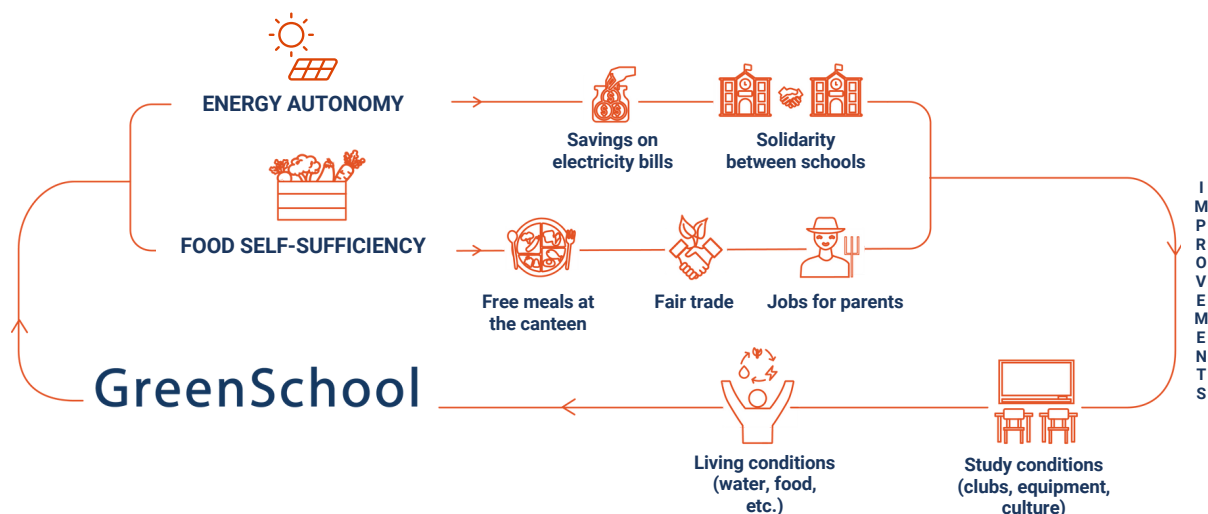 ENERGY AUTONOMY
Savings on
electricity bills
Solidarity
between schools
FOOD SELF-SUFFICIENCY
Free meals at
the canteen
Fair trade
Jobs for parents
IMPROVEMENTS
GreenSchool
Living conditions
(water, food,
etc.)
Study conditions
(clubs, equipment,
culture)